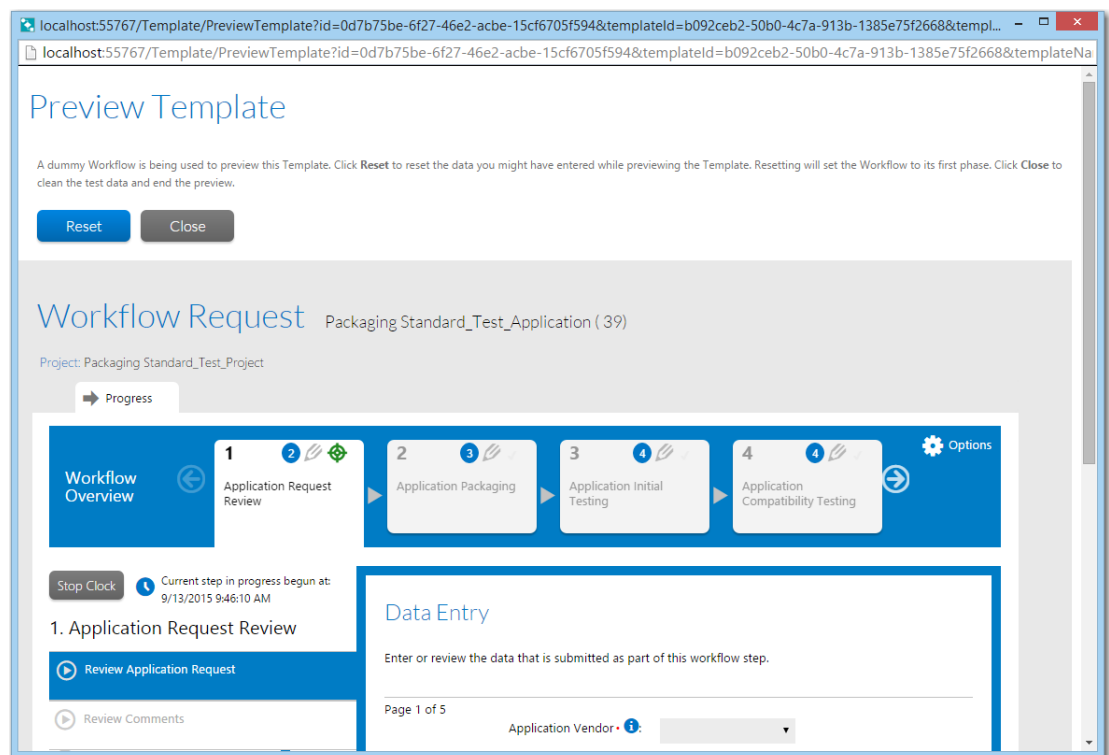 localhost:55767/Template/PreviewTemplate?id=0d7b75be-6f27-46e2-acbe-15cf6705f594&templateId=b092ceb2-50b0-4c7a-913b-1385e75f2668&templ...
localhost:55767/Template/PreviewTemplate?id=0d7b75be-6f27-46e2-acbe-15cf6705f594&templateId=b092ceb2-50b0-4c7a-913b-1385e75f2668&templateNa
Preview Template
A dummy Workflow is being used to preview this Template. Click Reset to reset the data you might have entered while previewing the Template. Resetting will set the Workflow to its first phase. Click Close to
clean the test data and end the preview.
Reset Close
Workflow Request Packaging Standard_Test_Application ( 39)
Project: Packaging Standard_Test_Project
Progress
Workflow
Overview
1 2
Application Request
Review
2 3
Application Packaging
3 4
Application Initial
Testing
4 4
Application
Compatibility Testing
Options
Stop Clock
Current step in progress begun at:
9/13/2015 9:46:10 AM
1. Application Request Review
Review Application Request
Review Comments
Data Entry
Enter or review the data that is submitted as part of this workflow step.
Page 1 of 5
Application Vendor • i: